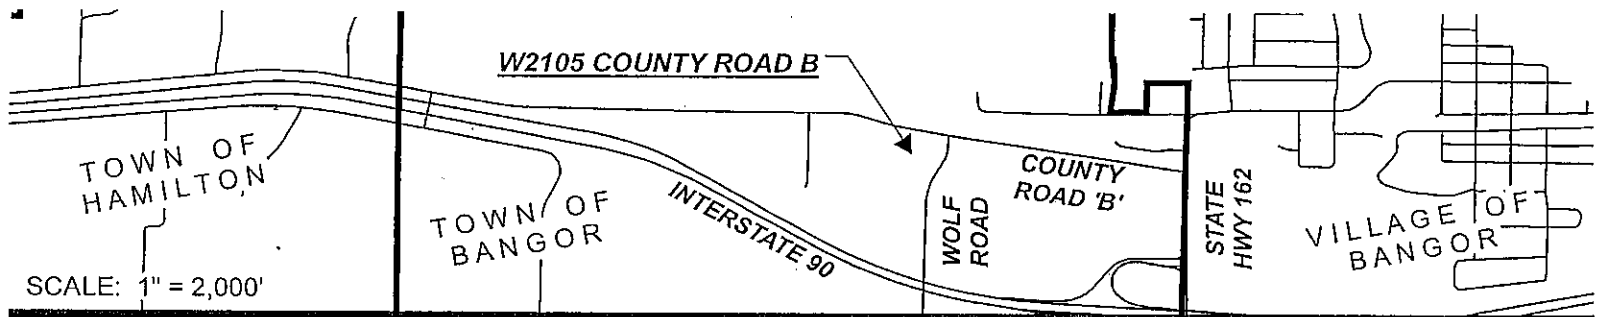 W2105 COUNTY ROAD B
TOWN OF
HAMILTON
TOWN OF
BANGOR
INTERSTATE 90
WOLF
ROAD
COUNTY
ROAD 'B'
STATE
HWY 162
VILLAGE OF
BANGOR
SCALE: 1" = 2,000'